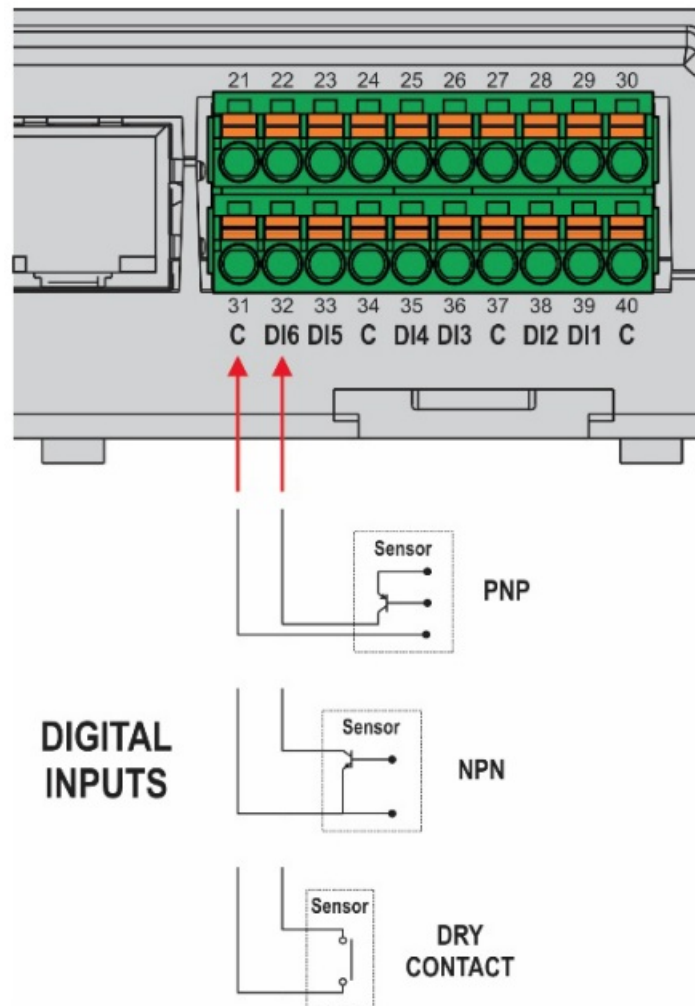 21 22 23 24 25 26 27 28 29 30
31 32 33 34 35 36 37 38 39 40
C DI6 DI5 C DI4 DI3 C DI2 DI1 C
Sensor
PNP
DIGITAL
INPUTS
Sensor
NPN
Sensor
DRY
CONTACT